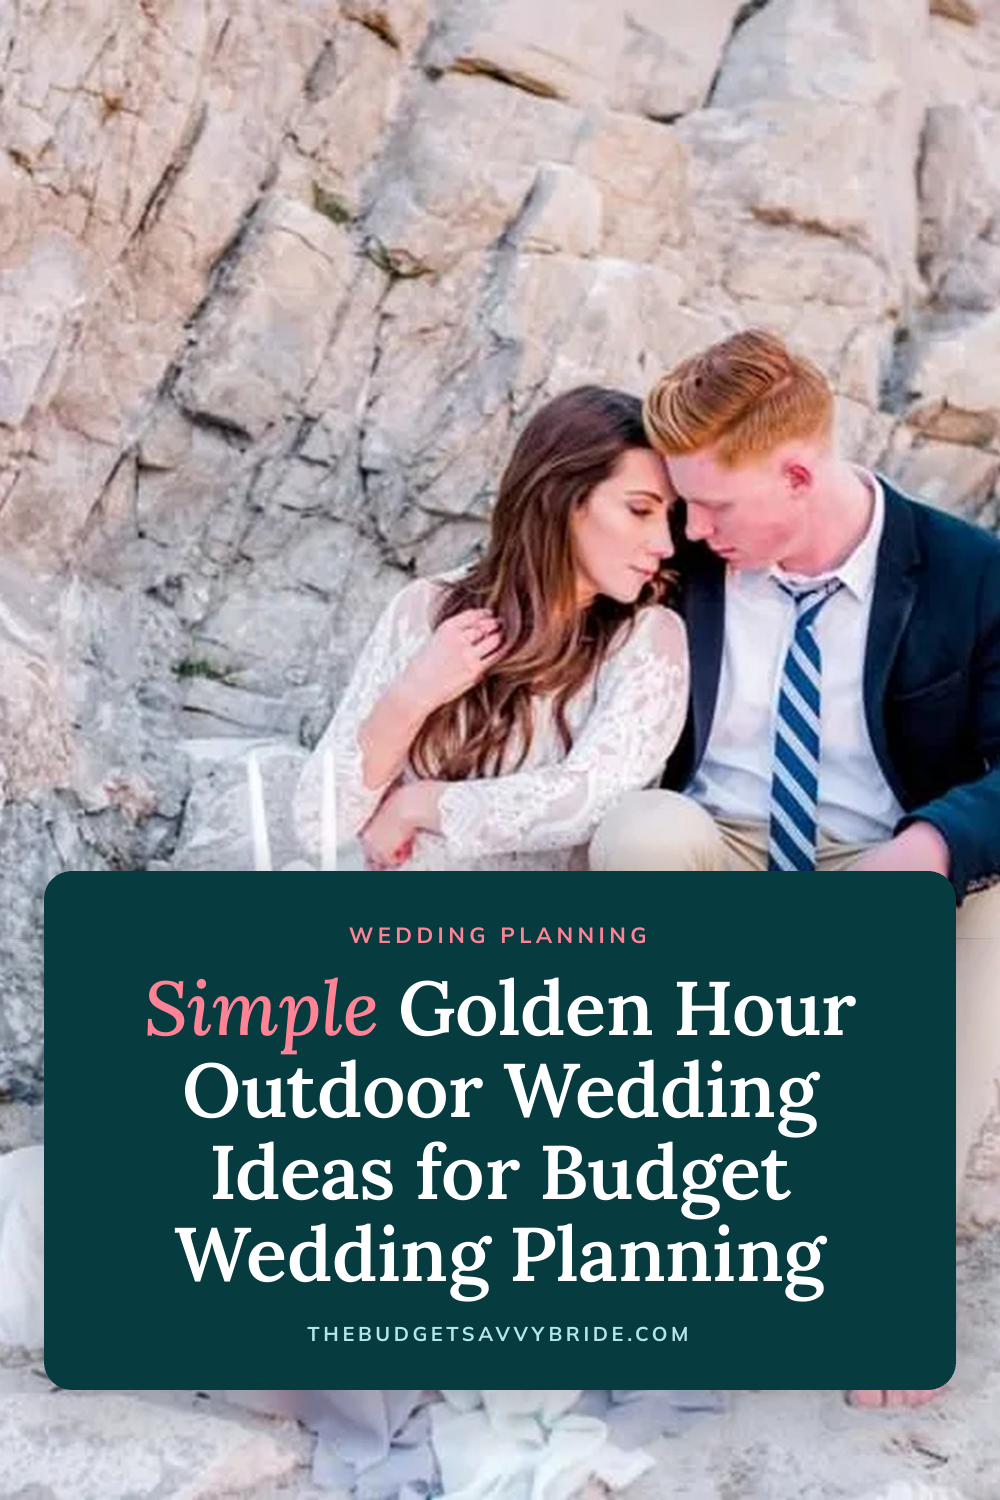 WEDDING PLANNING
Simple Golden Hour
Outdoor Wedding
Ideas for Budget
Wedding Planning
THEBUDGETSAVVYBRIDE.COM